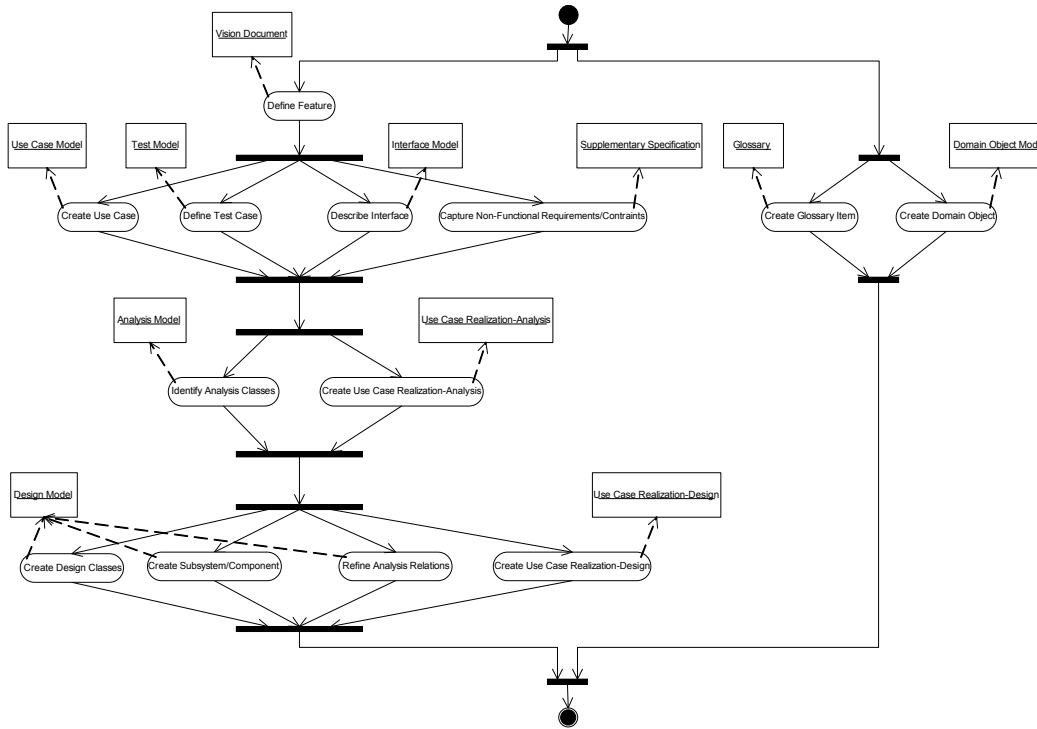 Vision Document
Define Feature
Use Case Model
Test Model
Interface Model
Supplementary Specification
Glossary
Domain Object Mod
Create Use Case
Define Test Case
Describe Interface
Capture Non-Functional Requirements/Contraints
Create Glossary Item
Create Domain Object
Analysis Model
Use Case Realization-Analysis
Identify Analysis Classes
Create Use Case Realization-Analysis
Design Model
Use Case Realization-Design
Create Design Classes
Create Subsystem/Component
Refine Analysis Relations
Create Use Case Realization-Design